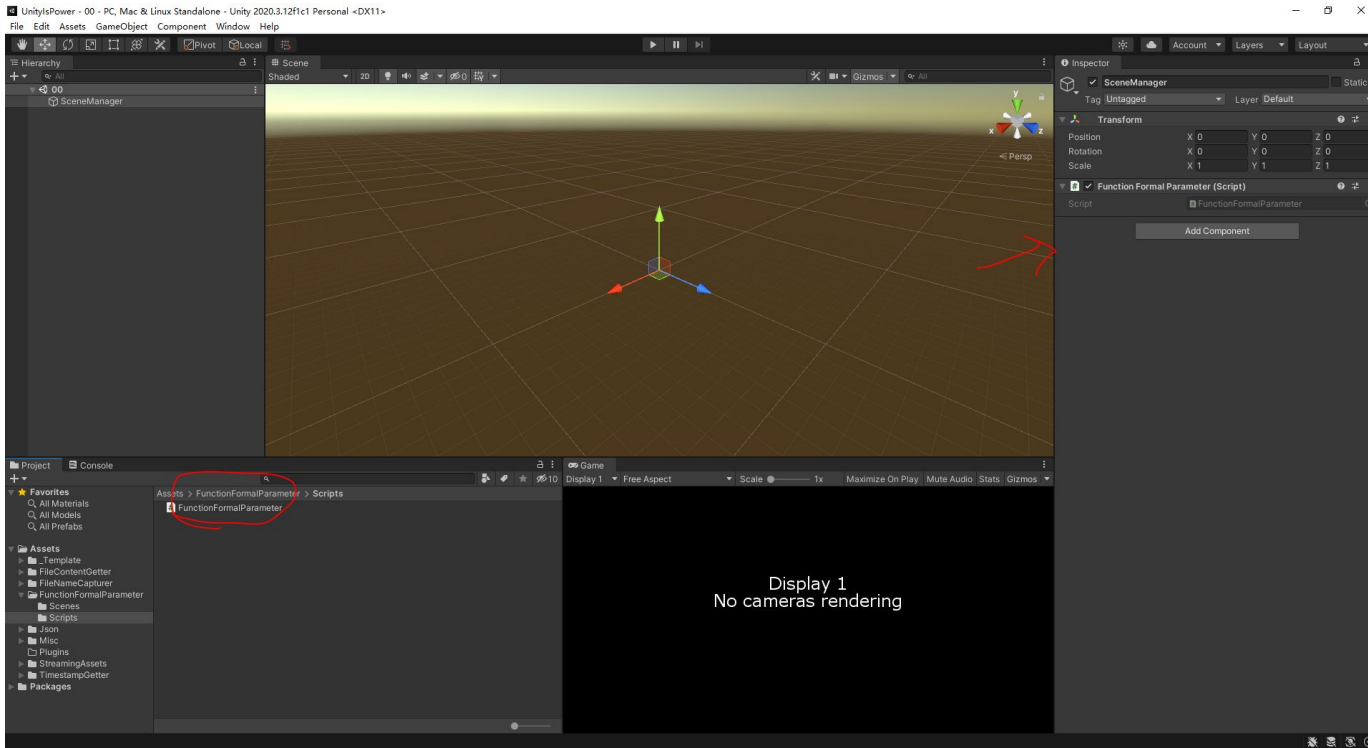 UnityIsPower - 00 - PC, Mac & Linux Standalone - Unity 2020.3.12f1c1 Personal <DX11>
File Edit Assets GameObject Component Window Help
Pivot Local
Account Layers Layout
Hierarchy
All
00
SceneManager
Scene
Shaded 2D 0 Gizmos All
y
x z
Persp
Inspector
SceneManager Static
Tag Untagged Layer Default
Transform
Position X 0 Y 0 Z 0
Rotation X 0 Y 0 Z 0
Scale X 1 Y 1 Z 1
Function Formal Parameter (Script)
Script FunctionFormalParameter
Add Component
Project Console
10
Favorites
All Materials
All Models
All Prefabs
Assets
_Template
FileContentGetter
FileNameCapturer
FunctionFormalParameter
Scenes
Scripts
Json
Misc
Plugins
StreamingAssets
TimestampGetter
Packages
Assets > FunctionFormalParameter > Scripts
FunctionFormalParameter
Game
Display 1 Free Aspect Scale 1x Maximize On Play Mute Audio Stats Gizmos
Display 1
No cameras rendering